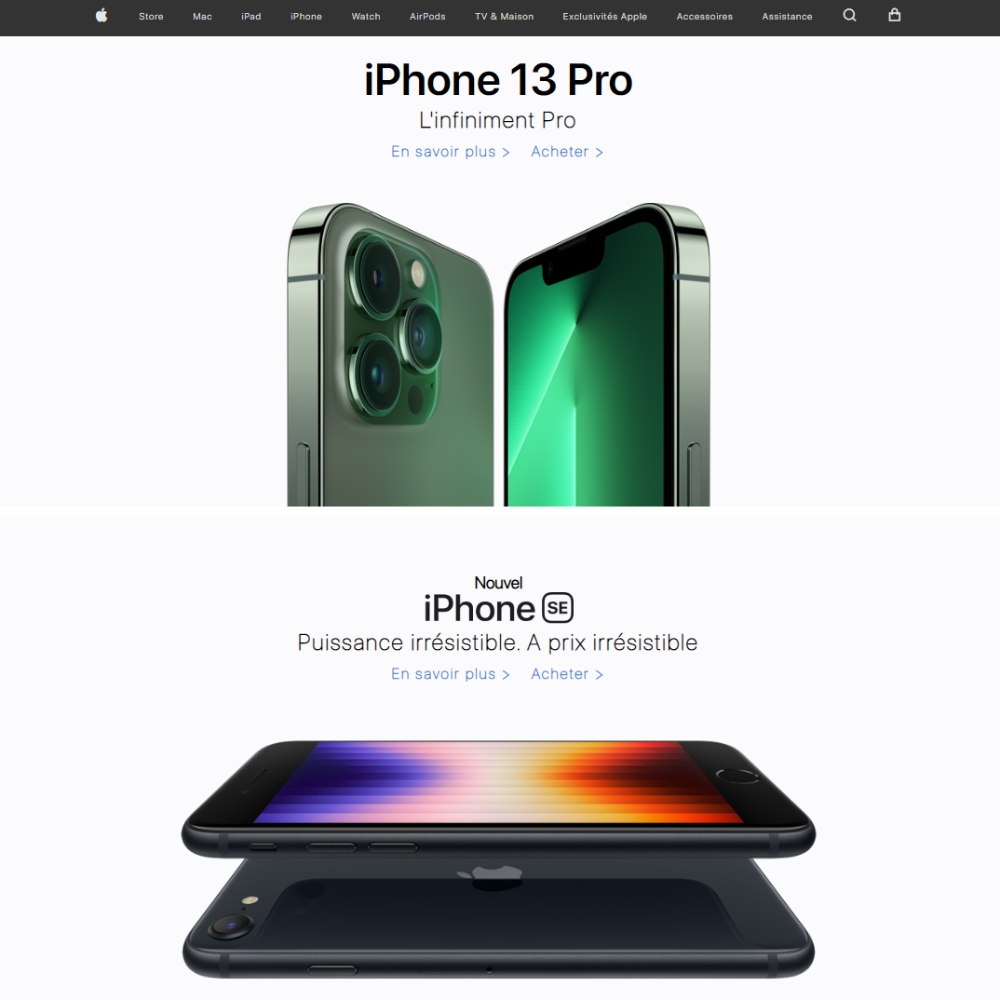 Store Mac iPad iPhone Watch AirPods TV & Maison Exclusivités Apple Accessoires Assistance
iPhone 13 Pro
L'infiniment Pro
En savoir plus > Acheter >
Nouvel
iPhone SE
Puissance irrésistible. A prix irrésistible
En savoir plus > Acheter >